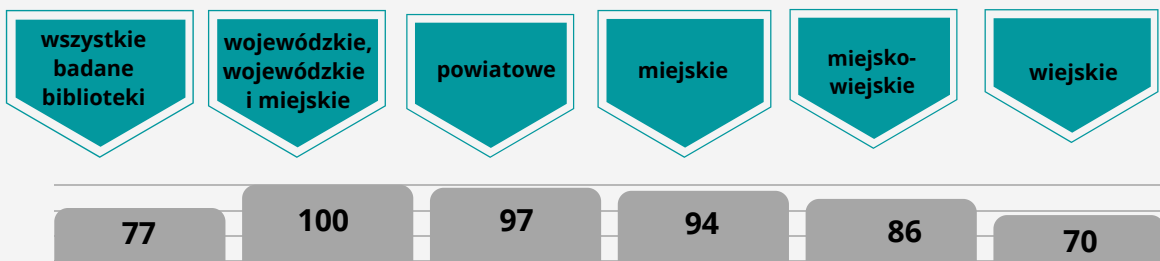 wszystkie
badane
biblioteki
wojewódzkie,
wojewódzkie
i miejskie
powiatowe
miejskie
miejsko-
wiejskie
wiejskie
77
100
97
94
86
70